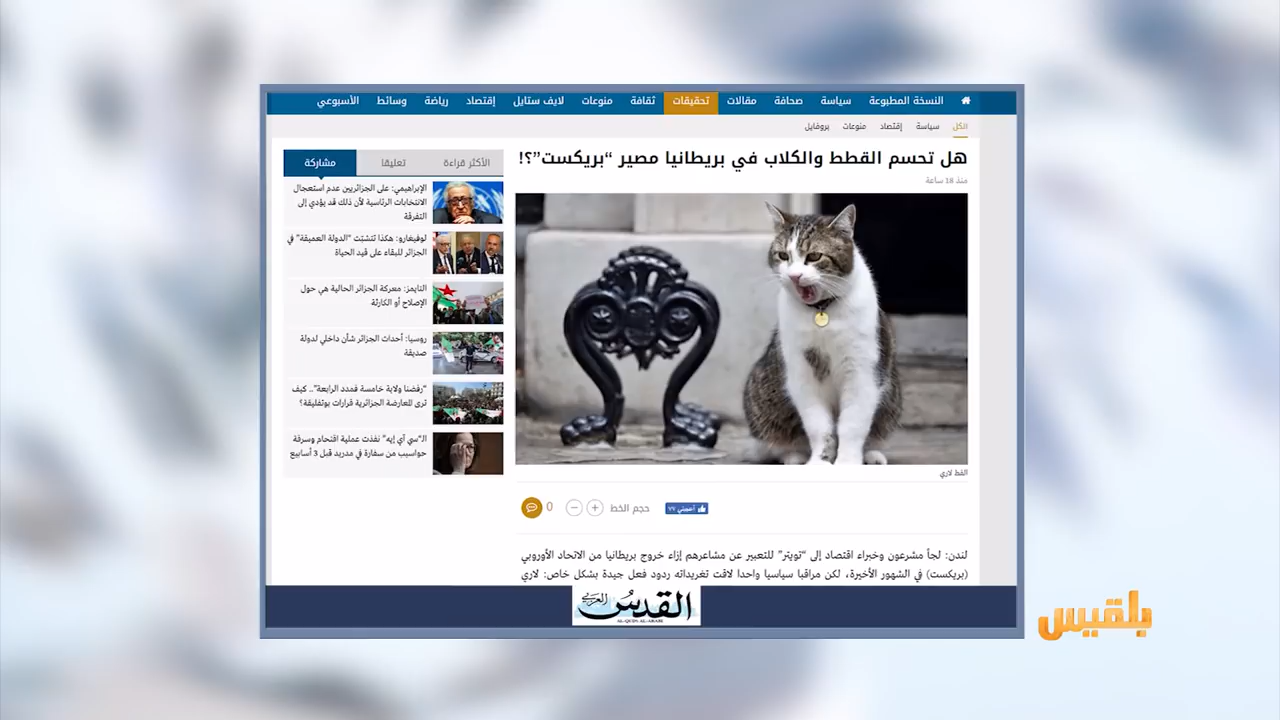 النسخة المطبوعة سياسة صحافة مقالات تحقيقات ثقافة منوعات لايف ستايل إقتصاد رياضة وسائط الأسبوعي
الكل سياسة إقتصاد منوعات بروفايل
هل تحسم القطط والكلاب في بريطانيا مصير “بريكست”؟!
منذ 18 ساعة
القط لاري
أعجبني ٧٧ حجم الخط + − 0
لندن: لجأ مشرعون وخبراء اقتصاد إلى “تويتر” للتعبير عن مشاعرهم إزاء خروج بريطانيا من الاتحاد الأوروبي
(بريكست) في الشهور الأخيرة، لكن مراقبا سياسيا واحدا لاقت تغريداته ردود فعل جيدة بشكل خاص: لاري
الأكثر قراءة تعليقا مشاركة
الإبراهيمي: على الجزائريين عدم استعجال
الانتخابات الرئاسية لأن ذلك قد يؤدي إلى
التفرقة
لوفيغارو: هكذا تتشبّث “الدولة العميقة” في
الجزائر للبقاء على قيد الحياة
التايمز: معركة الجزائر الحالية هي حول
الإصلاح أو الكارثة
روسيا: أحداث الجزائر شأن داخلي لدولة
صديقة
“رفضنا ولاية خامسة فمدد الرابعة”.. كيف
ترى المعارضة الجزائرية قرارات بوتفليقة؟
الـ“سي آي إيه” نفذت عملية اقتحام وسرقة
حواسيب من سفارة في مدريد قبل 3 أسابيع
القدس العربي
AL-QUDS AL-ARABI
بلقيس